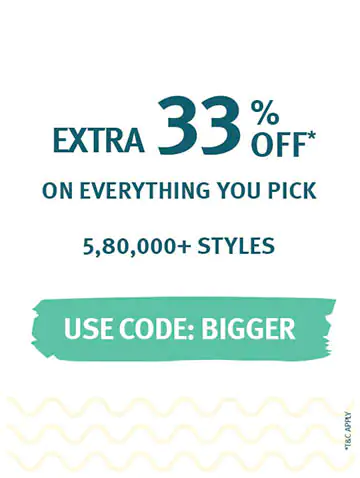 EXTRA 33% OFF*
ON EVERYTHING YOU PICK
5,80,000+ STYLES
USE CODE: BIGGER
*T&C APPLY